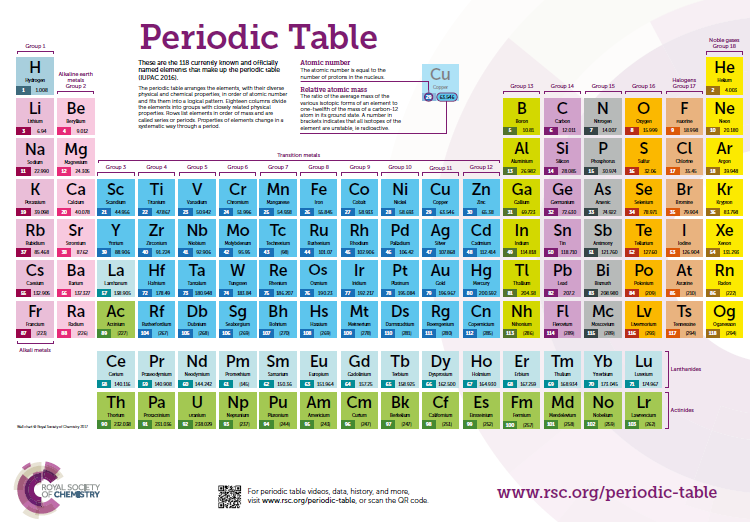 Periodic Table
Noble gases
Group 1
Group 18
H
These are the 118 currently known and officially
named elements that make up the periodic table
(IUPAC 2016).
Atomic number
The atomic number is equal to the
number of protons in the nucleus
Cu
Copper
29 63.546
He
Hydrogen
1 1.008
Alkaline earth
metals
Group 2
The periodic table arranges the elements, with their diverse
physical and chemical properties, in order of atomic number
and fits them into a logical pattern. Eighteen columns divide
the elements into groups with closely related physical
properties. Rows list elements in order of mass and are
called series or periods. Properties of elements change in a
systematic way through a period.
Relative atomic mass
The ratio of the average mass of the
various isotopic forms of an element to
one-twelfth of the mass of a carbon-12
atom in its ground state. A number in
brackets indicates that all isotopes of the
element are unstable, ie radioactive.
Group 13 Group 14 Group 15 Group 16 Halogens Group 17
Helium
2 4.003
Li Be B C N O F Ne
Lithium Beryllium Boron Carbon Nitrogen Oxygen Fluorine Neon
3 6.94 4 9.012 5 10.81 6 12.011 7 14.007 8 15.999 9 18.998 10 20.180
Na Mg Al Si P S Cl Ar
Sodium Magnesium Aluminium Silicon Phosphorus Sulfur Chlorine Argon
11 22.990 12 24.305 13 26.982 14 28.085 15 30.974 16 32.06 17 35.45 18 39.948
Transition metals
Group 3 Group 4 Group 5 Group 6 Group 7 Group 8 Group 9 Group 10 Group 11 Group 12
K Ca Sc Ti V Cr Mn Fe Co Ni Cu Zn Ga Ge As Se Br Kr
Potassium Calcium Scandium Titanium Vanadium Chromium Manganese Iron Cobalt Nickel Copper Zinc Gallium Germanium Arsenic Selenium Bromine Krypton
19 39.098 20 40.078 21 44.956 22 47.867 23 50.942 24 51.996 25 54.938 26 55.845 27 58.933 28 58.693 29 63.546 30 65.38 31 69.723 32 72.630 33 74.922 34 78.971 35 79.904 36 83.798
Rb Sr Y Zr Nb Mo Tc Ru Rh Pd Ag Cd In Sn Sb Te I Xe
Rubidium Strontium Yttrium Zirconium Niobium Molybdenum Technetium Ruthenium Rhodium Palladium Silver Cadmium Indium Tin Antimony Tellurium Iodine Xenon
37 85.468 38 87.62 39 88.906 40 91.224 41 92.906 42 95.95 43 (98) 44 101.07 45 102.906 46 106.42 47 107.868 48 112.414 49 114.818 50 118.710 51 121.760 52 127.60 53 126.904 54 131.293
Cs Ba La Hf Ta W Re Os Ir Pt Au Hg Tl Pb Bi Po At Rn
Caesium Barium Lanthanum Hafnium Tantalum Tungsten Rhenium Osmium Iridium Platinum Gold Mercury Thallium Lead Bismuth Polonium Astatine Radon
55 132.905 56 137.327 57 138.905 72 178.49 73 180.948 74 183.84 75 186.207 76 190.23 77 192.217 78 195.084 79 196.967 80 200.592 81 204.38 82 207.2 83 208.980 84 (209) 85 (210) 86 (222)
Fr Ra Ac Rf Db Sg Bh Hs Mt Ds Rg Cn Nh Fl Mc Lv Ts Og
Francium Radium Actinium Rutherfordium Dubnium Seaborgium Bohrium Hassium Meitnerium Darmstadtium Roentgenium Copernicium Nihonium Flerovium Moscovium Livermorium Tennessine Oganesson
87 (223) 88 (226) 89 (227) 104 (267) 105 (268) 106 (269) 107 (270) 108 (269) 109 (278) 110 (281) 111 (280) 112 (285) 113 (286) 114 (289) 115 (289) 116 (293) 117 (294) 118 (294)
Alkali metals
Ce Pr Nd Pm Sm Eu Gd Tb Dy Ho Er Tm Yb Lu
Cerium Praseodymium Neodymium Promethium Samarium Europium Gadolinium Terbium Dysprosium Holmium Erbium Thulium Ytterbium Lutetium
58 140.116 59 140.908 60 144.242 61 (145) 62 150.36 63 151.964 64 157.25 65 158.925 66 162.500 67 164.930 68 167.259 69 168.934 70 173.045 71 174.967
Lanthanides
Th Pa U Np Pu Am Cm Bk Cf Es Fm Md No Lr
Thorium Protactinium Uranium Neptunium Plutonium Americium Curium Berkelium Californium Einsteinium Fermium Mendelevium Nobelium Lawrencium
90 232.038 91 231.036 92 238.029 93 (237) 94 (244) 95 (243) 96 (247) 97 (247) 98 (251) 99 (252) 100 (257) 101 (258) 102 (259) 103 (262)
Actinides
Wallchart © Royal Society of Chemistry 2017
ROYAL SOCIETY
OF CHEMISTRY
For periodic table videos, data, history, and more,
visit www.rsc.org/periodic-table, or scan the QR code.
www.rsc.org/periodic-table